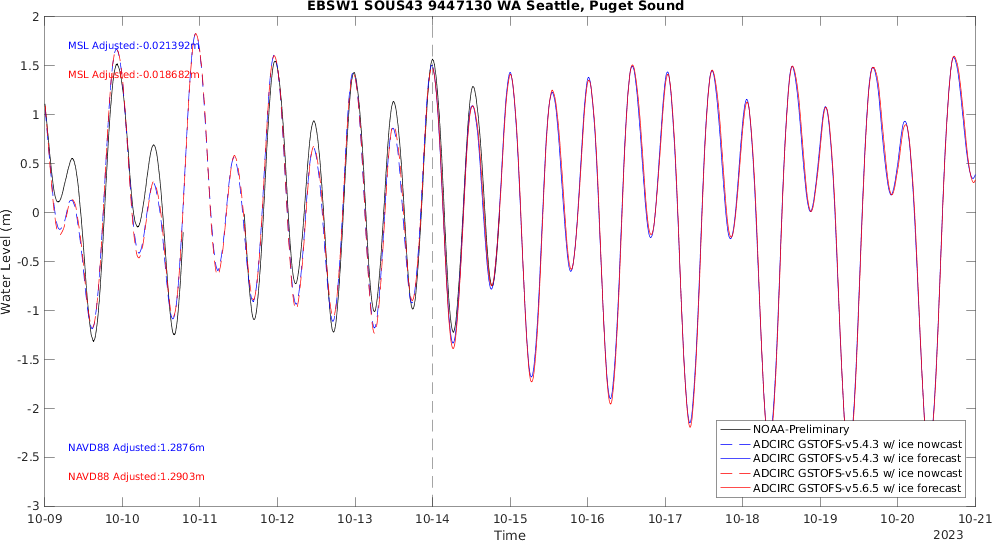 EBSW1 SOUS43 9447130 WA Seattle, Puget Sound
2
1.5
1
0.5
0
-0.5
-1
-1.5
-2
-2.5
-3
Water Level (m)
MSL Adjusted:-0.021392m
MSL Adjusted:-0.018682m
NAVD88 Adjusted:1.2876m
NAVD88 Adjusted:1.2903m
NOAA-Preliminary
ADCIRC GSTOFS-v5.4.3 w/ ice nowcast
ADCIRC GSTOFS-v5.4.3 w/ ice forecast
ADCIRC GSTOFS-v5.6.5 w/ ice nowcast
ADCIRC GSTOFS-v5.6.5 w/ ice forecast
10-09 10-10 10-11 10-12 10-13 10-14 10-15 10-16 10-17 10-18 10-19 10-20 10-21
Time
2023